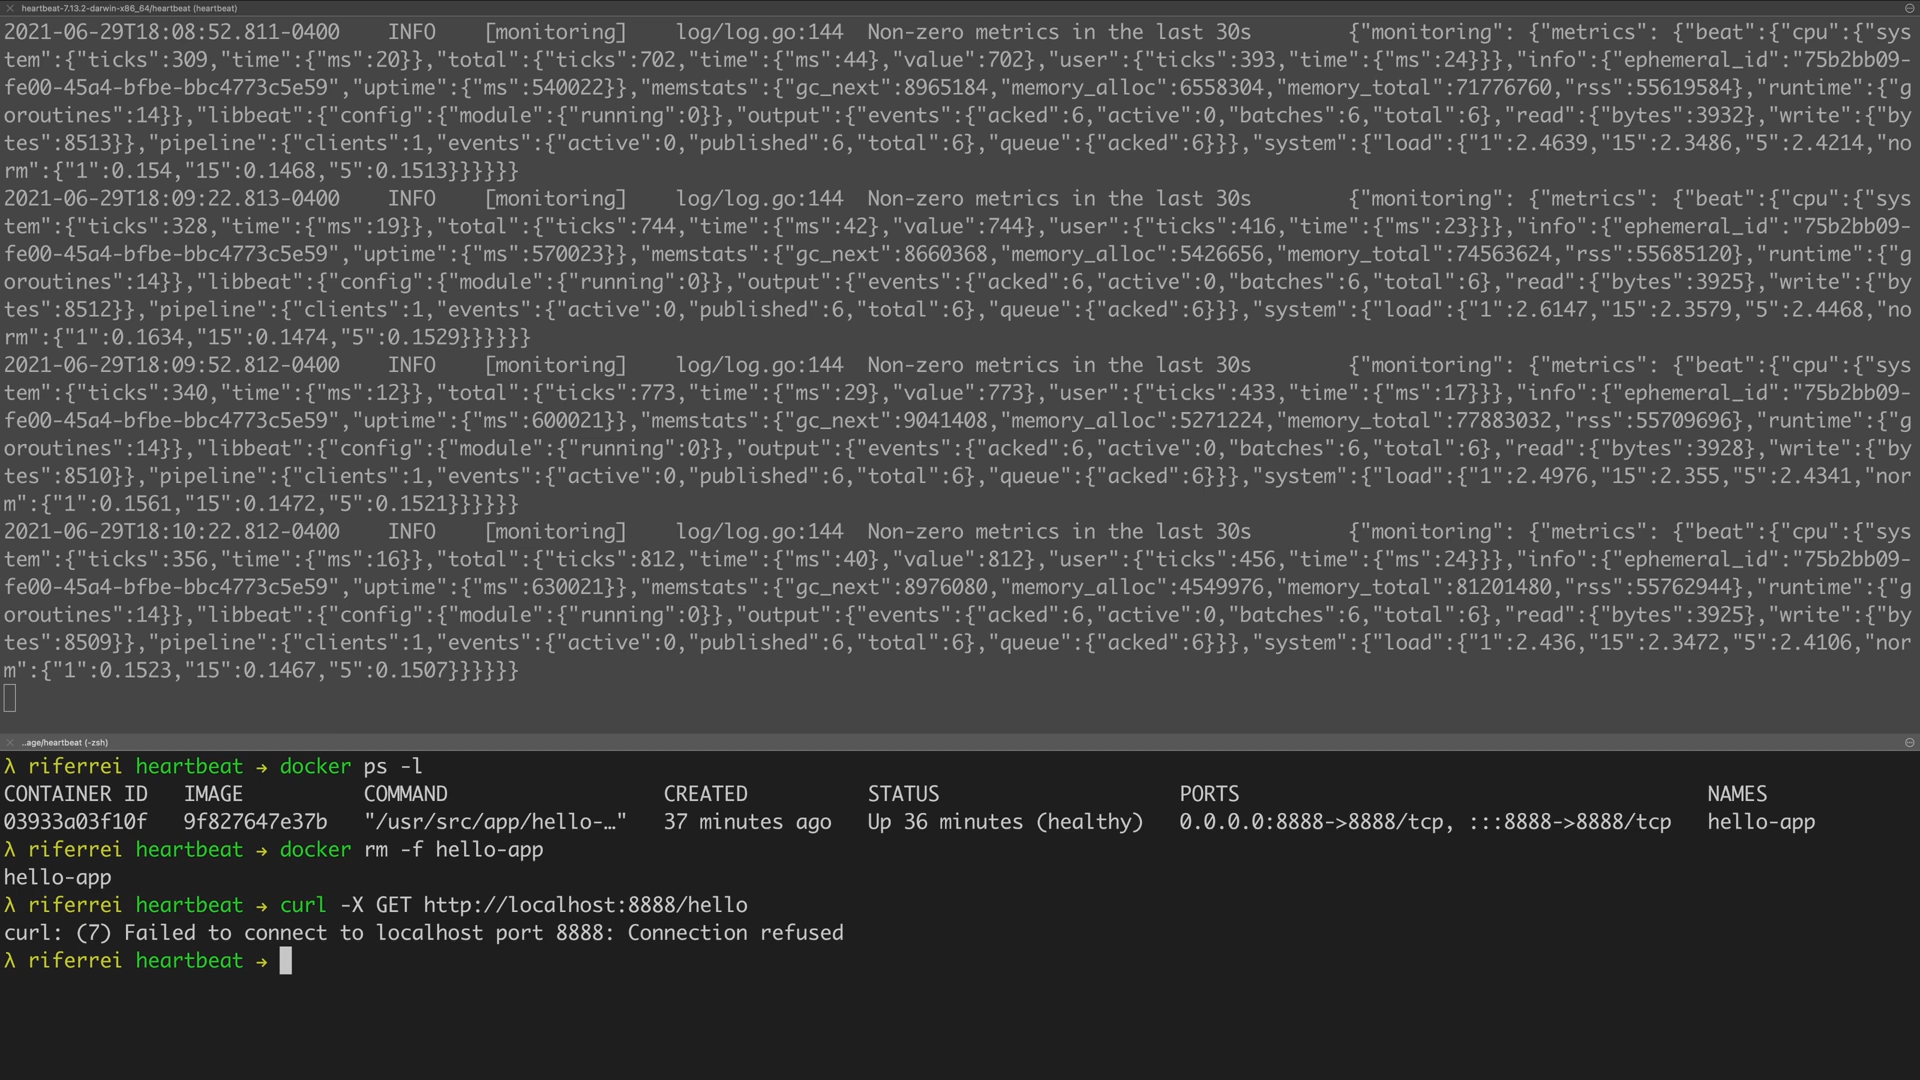 heartbeat-7.13.2-darwin-x86_64/heartbeat (heartbeat)
2021-06-29T18:08:52.811-0400    INFO    [monitoring]    log/log.go:144  Non-zero metrics in the last 30s        {"monitoring": {"metrics": {"beat":{"cpu":{"sys
tem":{"ticks":309,"time":{"ms":20}},"total":{"ticks":702,"time":{"ms":44},"value":702},"user":{"ticks":393,"time":{"ms":24}}},"info":{"ephemeral_id":"75b2bb09-
fe00-45a4-bfbe-bbc4773c5e59","uptime":{"ms":540022}},"memstats":{"gc_next":8965184,"memory_alloc":6558304,"memory_total":71776760,"rss":55619584},"runtime":{"g
oroutines":14}},"libbeat":{"config":{"module":{"running":0}},"output":{"events":{"acked":6,"active":0,"batches":6,"total":6},"read":{"bytes":3932},"write":{"by
tes":8513}},"pipeline":{"clients":1,"events":{"active":0,"published":6,"total":6},"queue":{"acked":6}}},"system":{"load":{"1":2.4639,"15":2.3486,"5":2.4214,"no
rm":{"1":0.154,"15":0.1468,"5":0.1513}}}}}}
2021-06-29T18:09:22.813-0400    INFO    [monitoring]    log/log.go:144  Non-zero metrics in the last 30s        {"monitoring": {"metrics": {"beat":{"cpu":{"sys
tem":{"ticks":328,"time":{"ms":19}},"total":{"ticks":744,"time":{"ms":42},"value":744},"user":{"ticks":416,"time":{"ms":23}}},"info":{"ephemeral_id":"75b2bb09-
fe00-45a4-bfbe-bbc4773c5e59","uptime":{"ms":570023}},"memstats":{"gc_next":8660368,"memory_alloc":5426656,"memory_total":74563624,"rss":55685120},"runtime":{"g
oroutines":14}},"libbeat":{"config":{"module":{"running":0}},"output":{"events":{"acked":6,"active":0,"batches":6,"total":6},"read":{"bytes":3925},"write":{"by
tes":8512}},"pipeline":{"clients":1,"events":{"active":0,"published":6,"total":6},"queue":{"acked":6}}},"system":{"load":{"1":2.6147,"15":2.3579,"5":2.4468,"no
rm":{"1":0.1634,"15":0.1474,"5":0.1529}}}}}}
2021-06-29T18:09:52.812-0400    INFO    [monitoring]    log/log.go:144  Non-zero metrics in the last 30s        {"monitoring": {"metrics": {"beat":{"cpu":{"sys
tem":{"ticks":340,"time":{"ms":12}},"total":{"ticks":773,"time":{"ms":29},"value":773},"user":{"ticks":433,"time":{"ms":17}}},"info":{"ephemeral_id":"75b2bb09-
fe00-45a4-bfbe-bbc4773c5e59","uptime":{"ms":600021}},"memstats":{"gc_next":9041408,"memory_alloc":5271224,"memory_total":77883032,"rss":55709696},"runtime":{"g
oroutines":14}},"libbeat":{"config":{"module":{"running":0}},"output":{"events":{"acked":6,"active":0,"batches":6,"total":6},"read":{"bytes":3928},"write":{"by
tes":8510}},"pipeline":{"clients":1,"events":{"active":0,"published":6,"total":6},"queue":{"acked":6}}},"system":{"load":{"1":2.4976,"15":2.355,"5":2.4341,"nor
m":{"1":0.1561,"15":0.1472,"5":0.1521}}}}}}
2021-06-29T18:10:22.812-0400    INFO    [monitoring]    log/log.go:144  Non-zero metrics in the last 30s        {"monitoring": {"metrics": {"beat":{"cpu":{"sys
tem":{"ticks":356,"time":{"ms":16}},"total":{"ticks":812,"time":{"ms":40},"value":812},"user":{"ticks":456,"time":{"ms":24}}},"info":{"ephemeral_id":"75b2bb09-
fe00-45a4-bfbe-bbc4773c5e59","uptime":{"ms":630021}},"memstats":{"gc_next":8976080,"memory_alloc":4549976,"memory_total":81201480,"rss":55762944},"runtime":{"g
oroutines":14}},"libbeat":{"config":{"module":{"running":0}},"output":{"events":{"acked":6,"active":0,"batches":6,"total":6},"read":{"bytes":3925},"write":{"by
tes":8509}},"pipeline":{"clients":1,"events":{"active":0,"published":6,"total":6},"queue":{"acked":6}}},"system":{"load":{"1":2.436,"15":2.3472,"5":2.4106,"nor
m":{"1":0.1523,"15":0.1467,"5":0.1507}}}}}}
..age/heartbeat (-zsh)
λ riferrei heartbeat → docker ps -l
CONTAINER ID   IMAGE          COMMAND                  CREATED          STATUS                    PORTS                                       NAMES
03933a03f10f   9f827647e37b   "/usr/src/app/hello-…"   37 minutes ago   Up 36 minutes (healthy)   0.0.0.0:8888->8888/tcp, :::8888->8888/tcp   hello-app
λ riferrei heartbeat → docker rm -f hello-app
hello-app
λ riferrei heartbeat → curl -X GET http://localhost:8888/hello
curl: (7) Failed to connect to localhost port 8888: Connection refused
λ riferrei heartbeat →